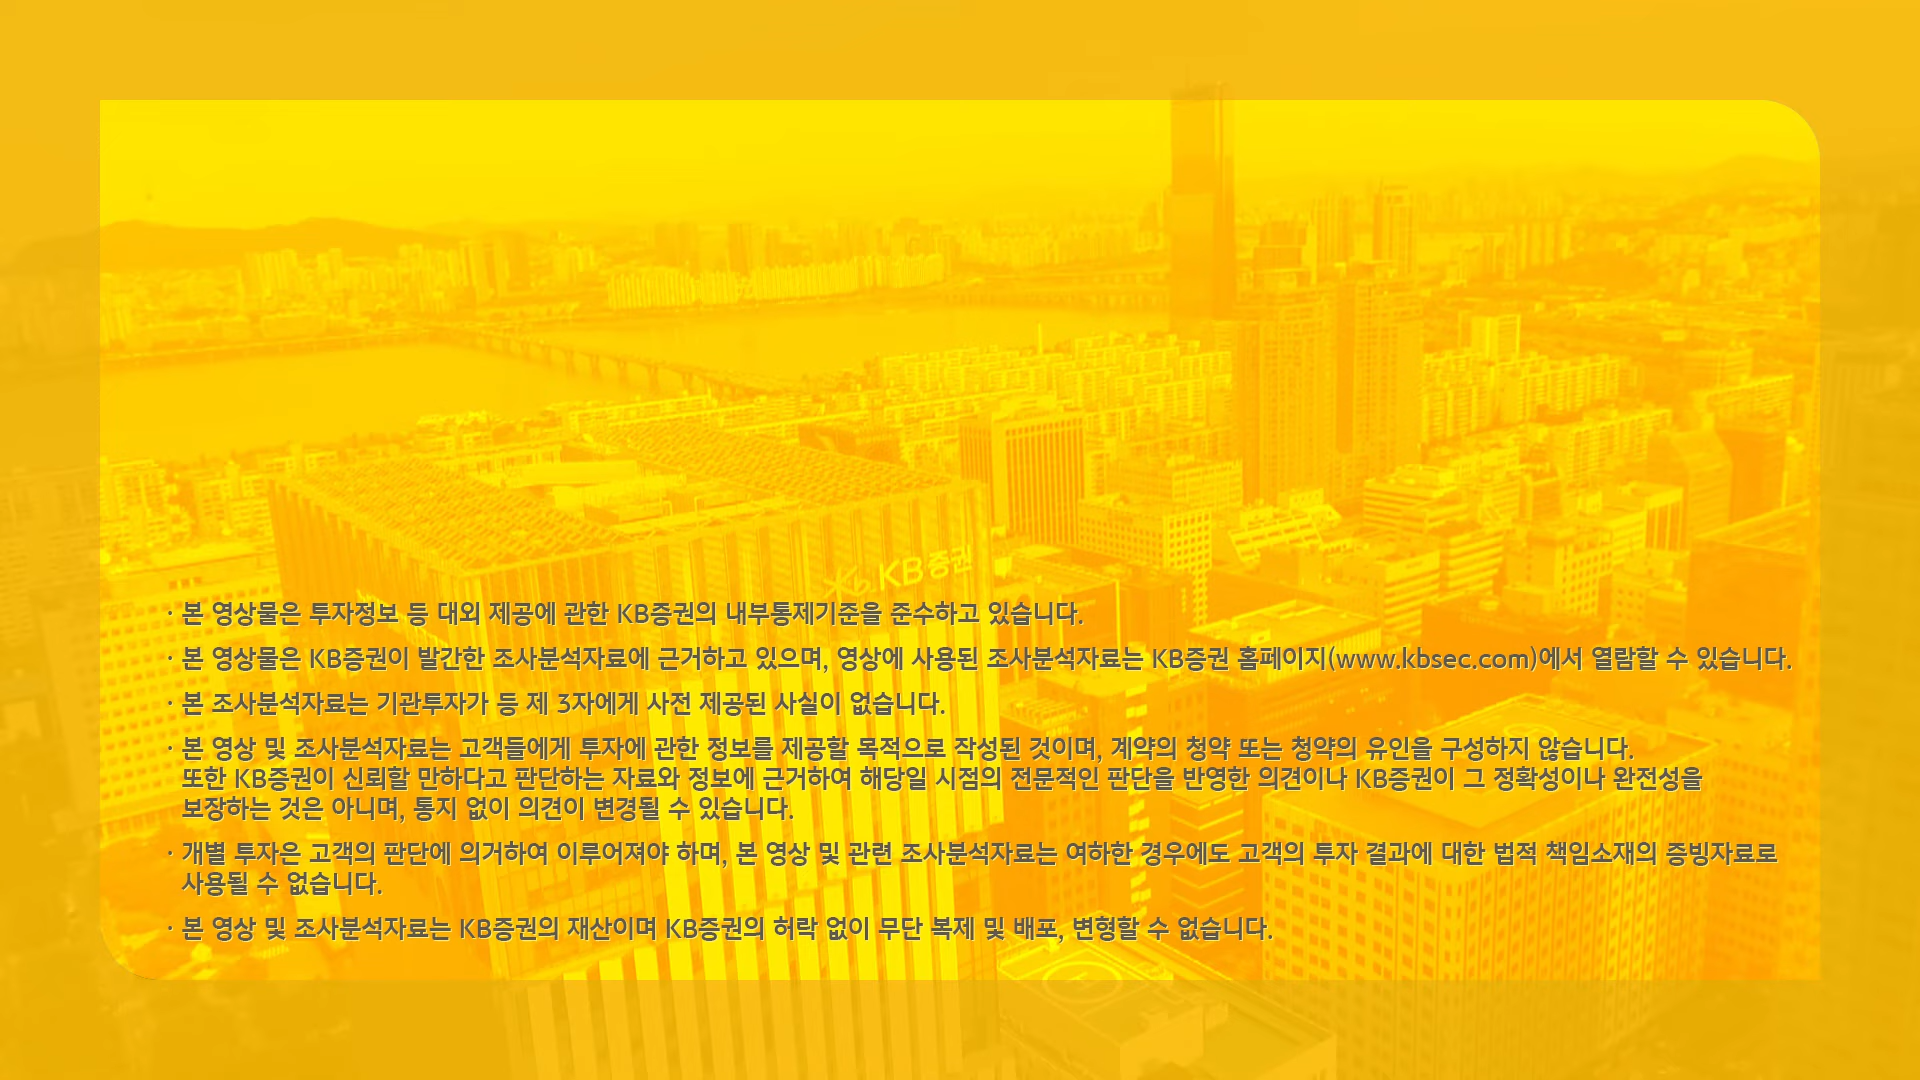 KB증권
· 본 영상물은 투자정보 등 대외 제공에 관한 KB증권의 내부통제기준을 준수하고 있습니다.
· 본 영상물은 KB증권이 발간한 조사분석자료에 근거하고 있으며, 영상에 사용된 조사분석자료는 KB증권 홈페이지(www.kbsec.com)에서 열람할 수 있습니다.
· 본 조사분석자료는 기관투자가 등 제 3자에게 사전 제공된 사실이 없습니다.
· 본 영상 및 조사분석자료는 고객들에게 투자에 관한 정보를 제공할 목적으로 작성된 것이며, 계약의 청약 또는 청약의 유인을 구성하지 않습니다.
또한 KB증권이 신뢰할 만하다고 판단하는 자료와 정보에 근거하여 해당일 시점의 전문적인 판단을 반영한 의견이나 KB증권이 그 정확성이나 완전성을
보장하는 것은 아니며, 통지 없이 의견이 변경될 수 있습니다.
· 개별 투자은 고객의 판단에 의거하여 이루어져야 하며, 본 영상 및 관련 조사분석자료는 여하한 경우에도 고객의 투자 결과에 대한 법적 책임소재의 증빙자료로
사용될 수 없습니다.
· 본 영상 및 조사분석자료는 KB증권의 재산이며 KB증권의 허락 없이 무단 복제 및 배포, 변형할 수 없습니다.